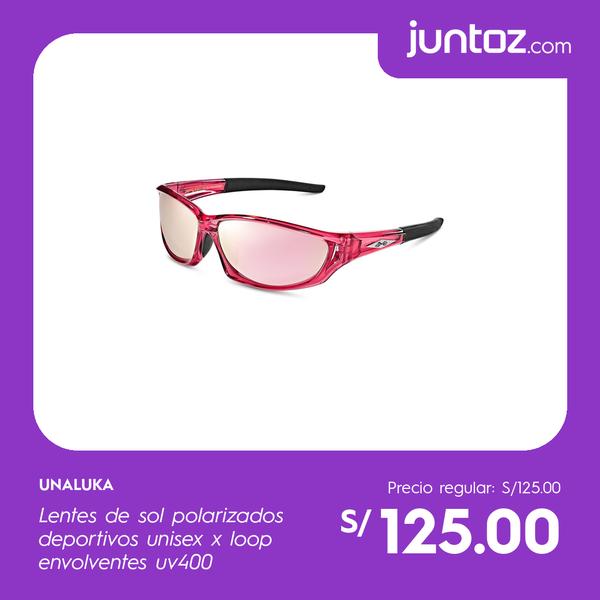 juntoz.com
UNALUKA
Lentes de sol polarizados
deportivos unisex x loop
envolventes uv400
Precio regular: S/125.00
S/125.00